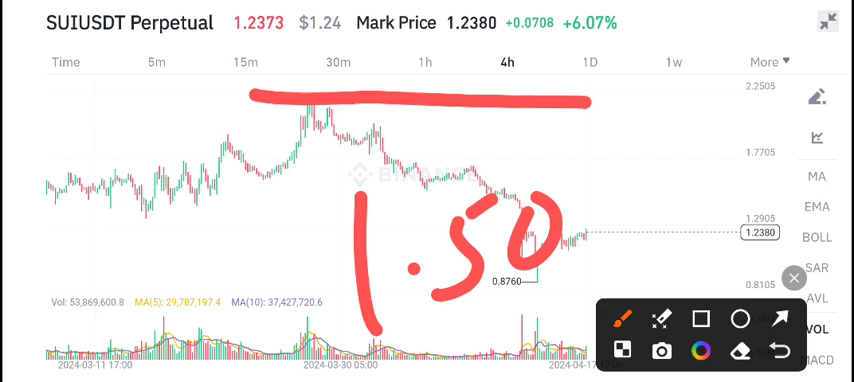 SUIUSDT Perpetual 1.2373 $1.24 Mark Price 1.2380 +0.0708 +6.07%
Time 5m 15m 30m 1h 4h 1D 1w More
2.2505
1.7705
MA
1.2905
EMA
1.2380
BOLL
1.50
SAR
0.8760
0.8105
AVL
Vol: 53,869,600.8 MA(5): 29,787,197.4 MA(10): 37,427,720.6
VOL
MACD
2024-03-11 17:00 2024-03-30 05:00 2024-04-17